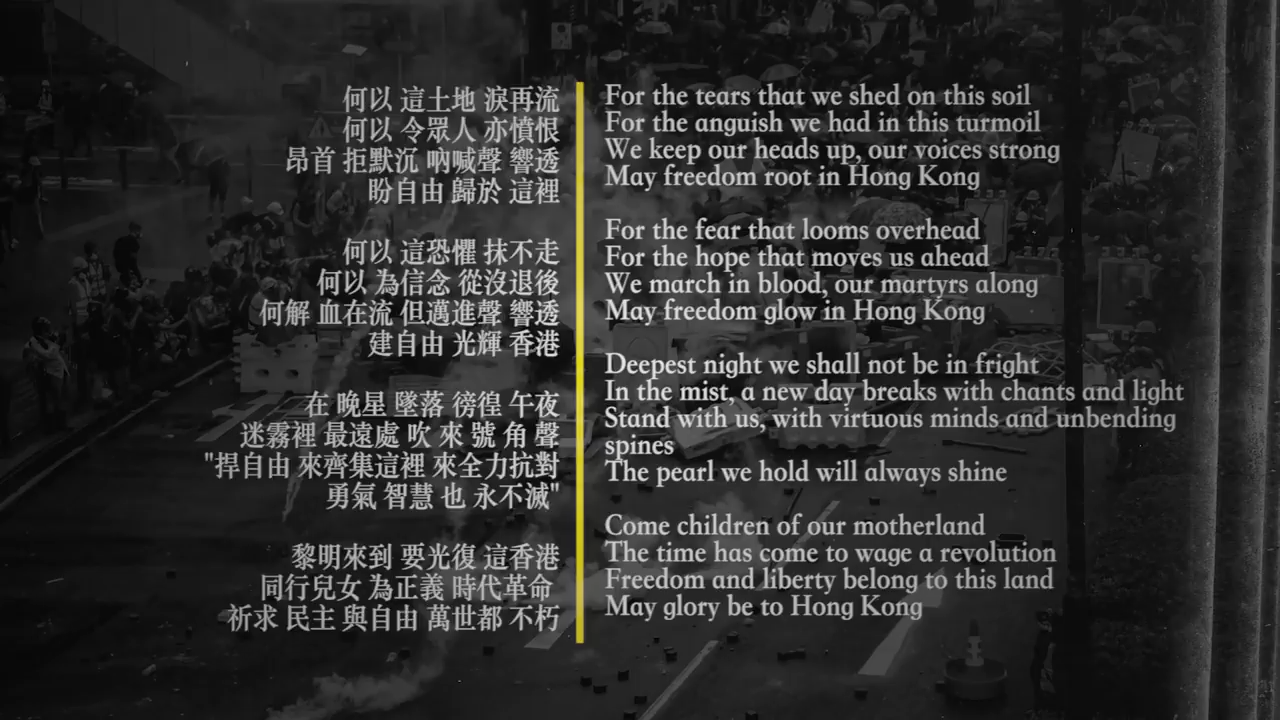 何以 這土地 淚再流
何以 令眾人 亦憤恨
昂首 拒默沉 吶喊聲 響透
盼自由 歸於 這裡
何以 這恐懼 抹不走
何以 為信念 從沒退後
何解 血在流 但邁進聲 響透
建自由 光輝 香港
在 晚星 墜落 徬徨 午夜
迷霧裡 最遠處 吹 來 號 角 聲
"捍自由 來齊集這裡 來全力抗對
勇氣 智慧 也 永不滅"
黎明來到 要光復 這香港
同行兒女 為正義 時代革命
祈求 民主 與自由 萬世都 不朽
For the tears that we shed on this soil
For the anguish we had in this turmoil
We keep our heads up, our voices strong
May freedom root in Hong Kong
For the fear that looms overhead
For the hope that moves us ahead
We march in blood, our martyrs along
May freedom glow in Hong Kong
Deepest night we shall not be in fright
In the mist, a new day breaks with chants and light
Stand with us, with virtuous minds and unbending
spines
The pearl we hold will always shine
Come children of our motherland
The time has come to wage a revolution
Freedom and liberty belong to this land
May glory be to Hong Kong